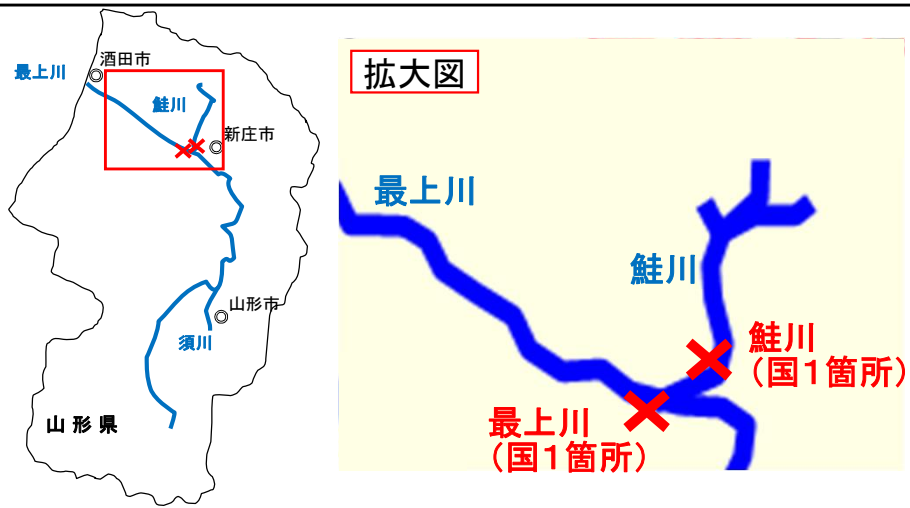 酒田市
最上川
鮭川
新庄市
山形市
須川
山形県
拡大図
最上川
鮭川
鮭川
（国1箇所）
最上川
（国1箇所）